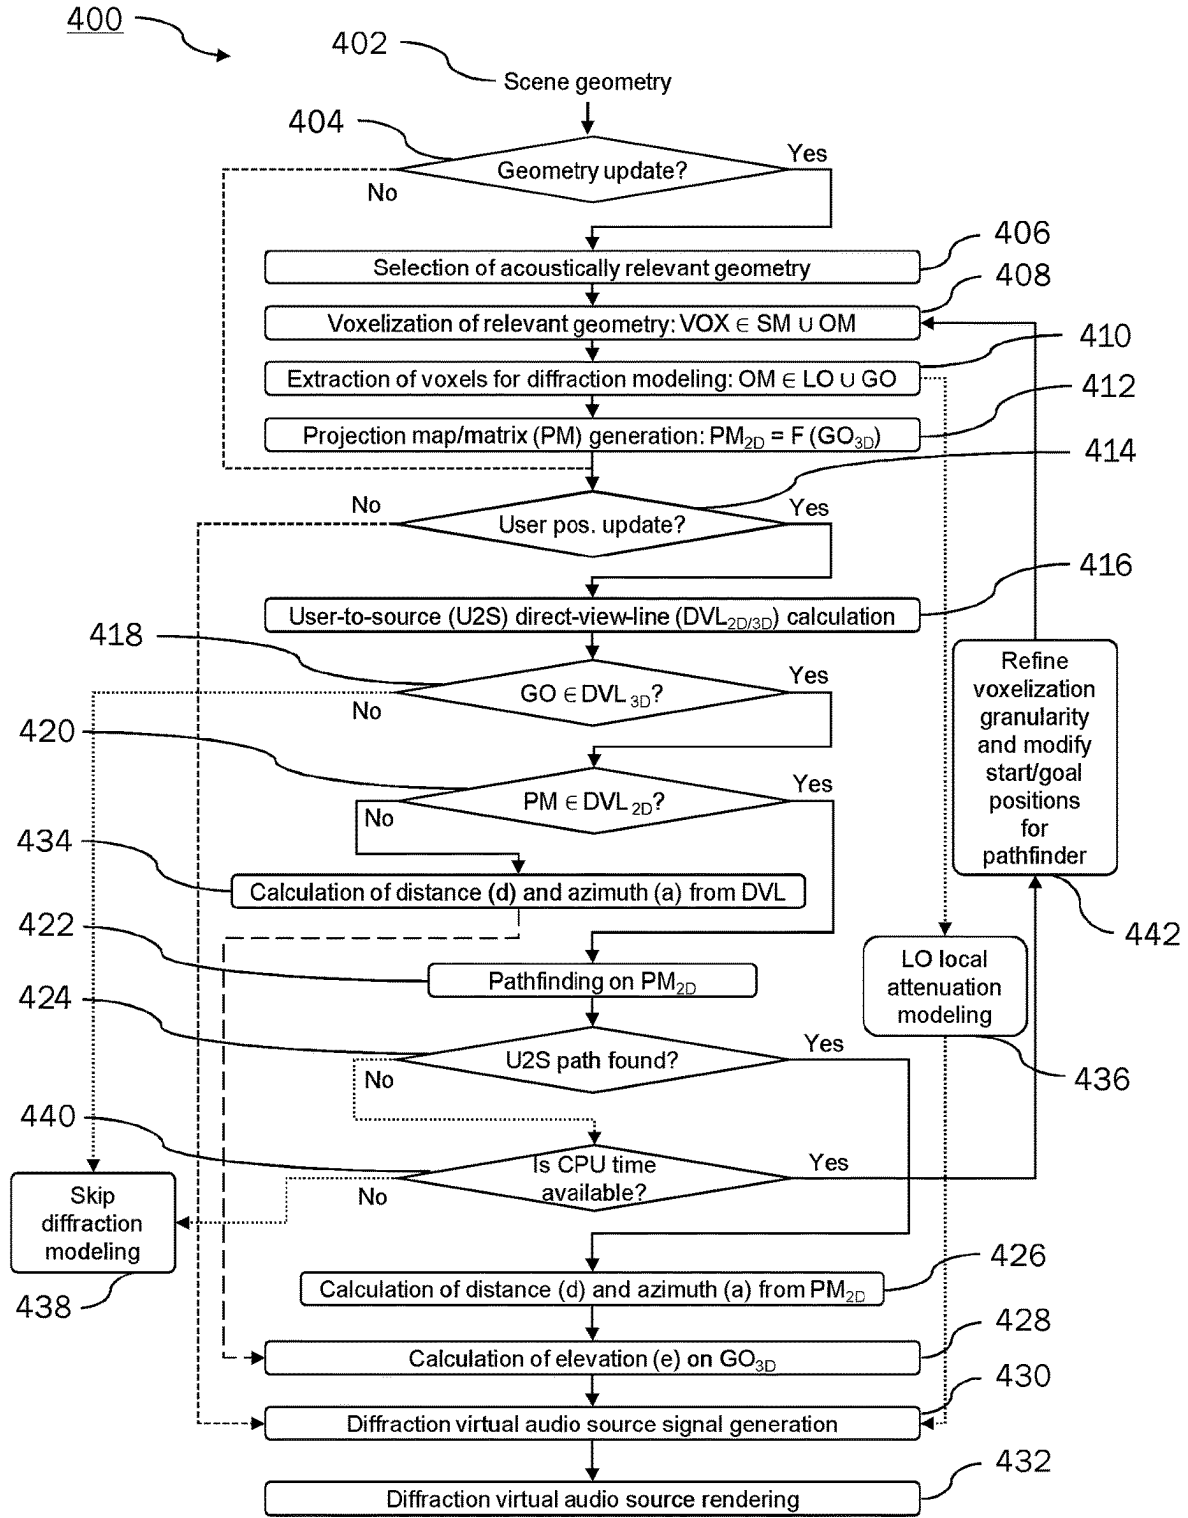 400
402
Scene geometry
404
Geometry update?
Yes
No
406
Selection of acoustically relevant geometry
408
Voxelization of relevant geometry: VOX ∈ SM ∪ OM
410
Extraction of voxels for diffraction modeling: OM ∈ LO ∪ GO
412
Projection map/matrix (PM) generation: PM2D = F (GO3D)
414
No
User pos. update?
Yes
416
User-to-source (U2S) direct-view-line (DVL2D/3D) calculation
418
GO ∈ DVL 3D?
Yes
No
420
PM ∈ DVL 2D?
Yes
No
Refine
voxelization
granularity
and modify
start/goal
positions
for
pathfinder
442
434
Calculation of distance (d) and azimuth (a) from DVL
422
Pathfinding on PM2D
LO local
attenuation
modeling
436
424
U2S path found?
Yes
No
440
Is CPU time
available?
Yes
No
Skip
diffraction
modeling
438
426
Calculation of distance (d) and azimuth (a) from PM2D
428
Calculation of elevation (e) on GO3D
430
Diffraction virtual audio source signal generation
432
Diffraction virtual audio source rendering